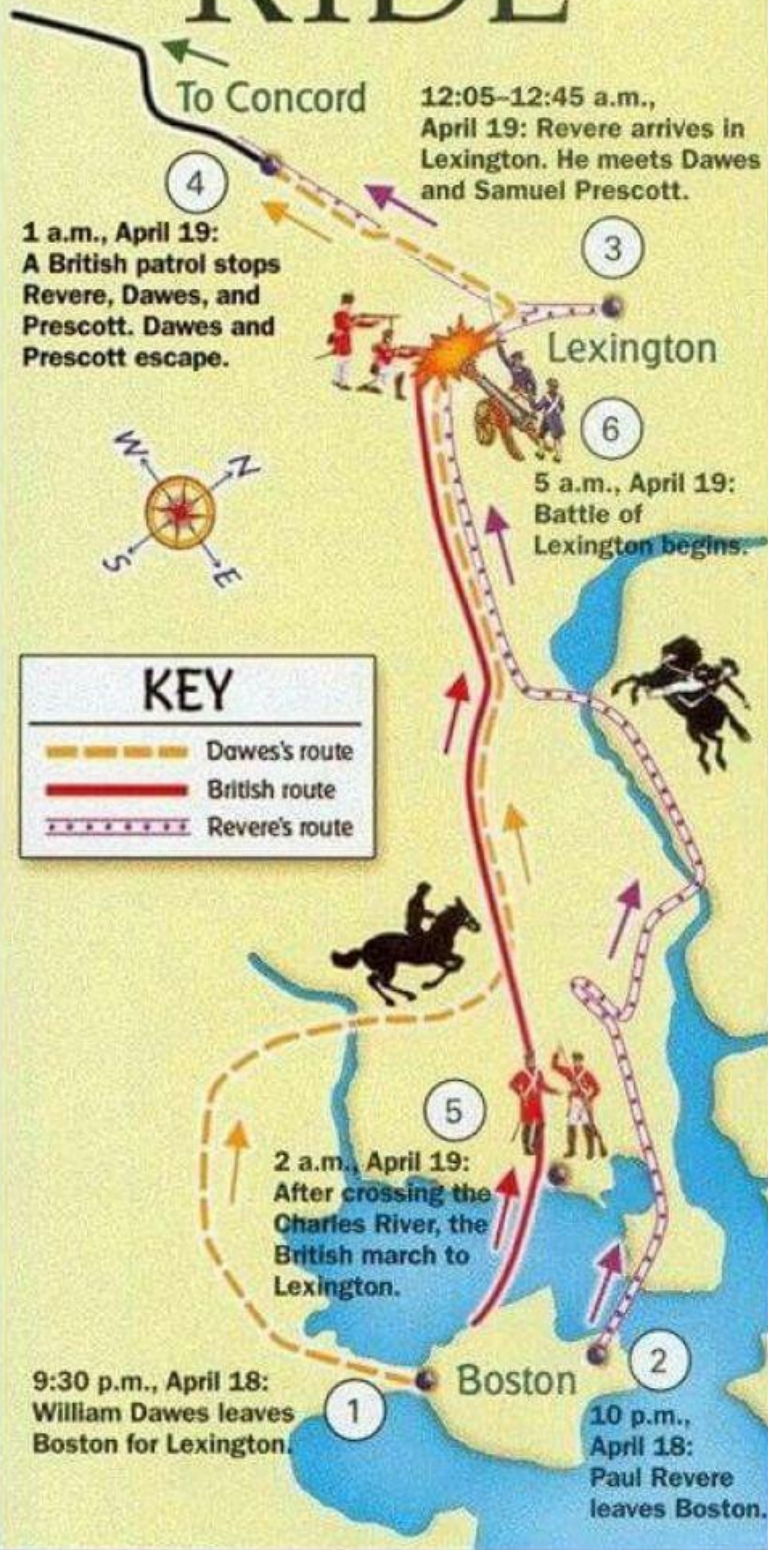 RIDE
To Concord
12:05–12:45 a.m.,
April 19: Revere arrives in
Lexington. He meets Dawes
and Samuel Prescott.
4
1 a.m., April 19:
A British patrol stops
Revere, Dawes, and
Prescott. Dawes and
Prescott escape.
3
Lexington
6
5 a.m., April 19:
Battle of
Lexington begins.
W
N
S
E
KEY
Dawes's route
British route
Revere's route
5
2 a.m., April 19:
After crossing the
Charles River, the
British march to
Lexington.
9:30 p.m., April 18:
William Dawes leaves
Boston for Lexington.
1
Boston
2
10 p.m.,
April 18:
Paul Revere
leaves Boston.